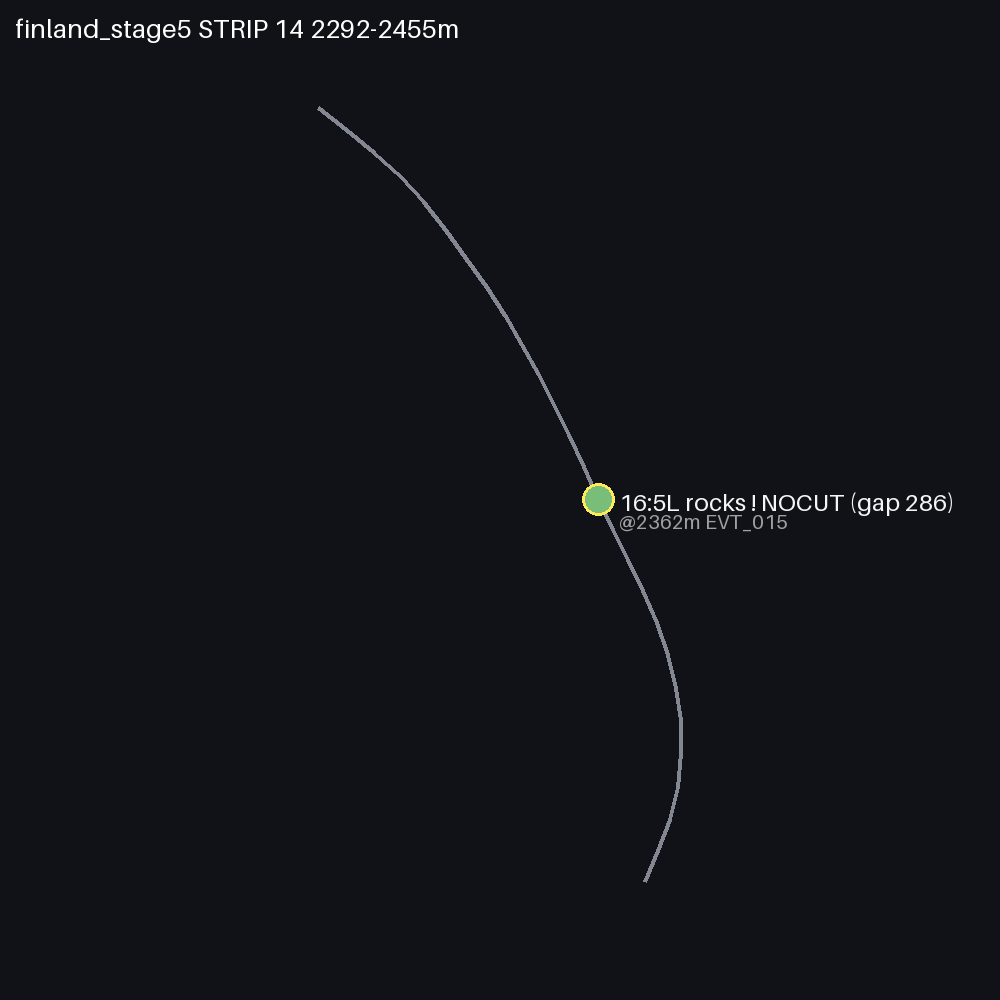 finland_stage5 STRIP 14 2292-2455m
16:5L rocks ! NOCUT (gap 286)
@2362m EVT_015